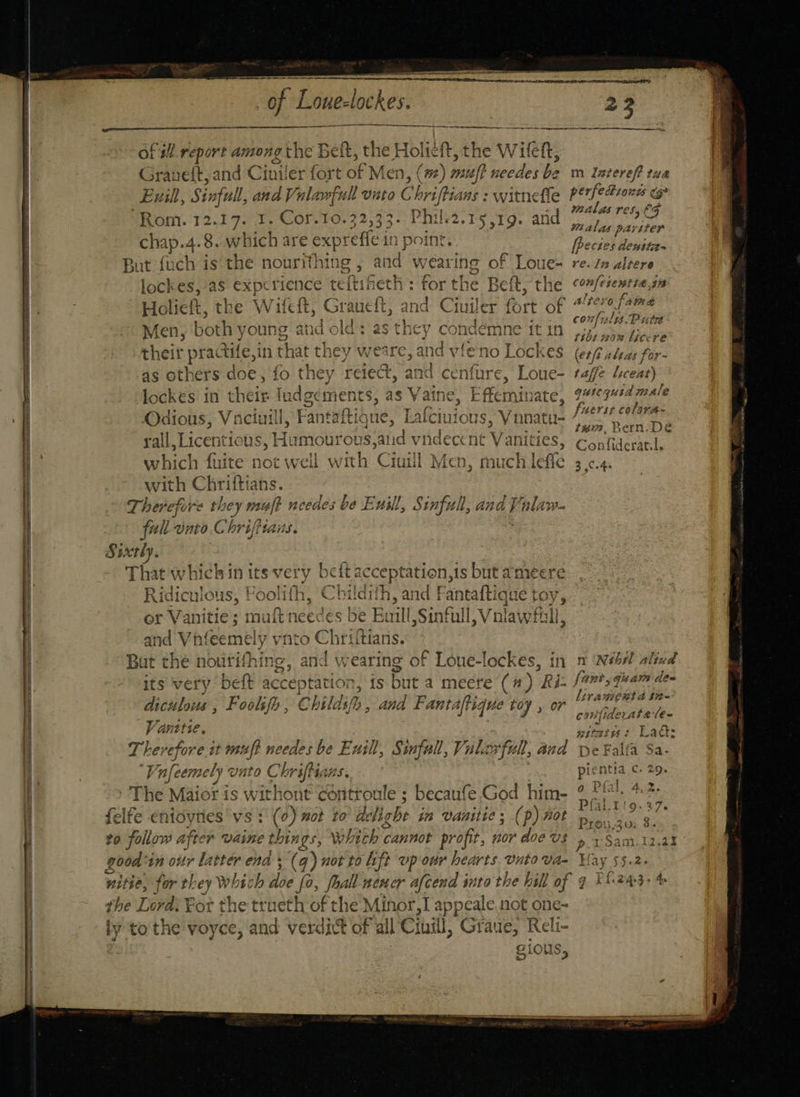 of Loue-lockes. 23
of ill report among the Best, the Holiest, the Wisest,
Grauest, and Ciuiler sort of Men, (m) must needes be
Euill, Sinfull, and Vnlawfull vnto Christians : witnesse
Rom. 12.17. 1. Cor.10.32,33. Phil.2.15,19. and
chap.4.8. which are expresse in point.
But such is the nourishing , and wearing of Loue-
lockes, as experience testifieth : for the Best, the
Holiest, the Wisest, Grauest, and Ciuiler sort of
Men, both young and old : as they condemne it in
their practise,in that they weare, and vse no Lockes
as others doe, so they reiect, and censure, Loue-
lockes in their Iudgements, as Vaine, Effeminate,
Odious, Vnciuill, Fantastique, Lasciuious, Vnnatu-
rall,Licentious, Humourous,and vndecent Vanities,
which suite not well with Ciuill Men, much lesse
with Christians.
Therefore they must needes be Euill, Sinfull, and Vnlaw-
full vnto Christians.
Sixtly.
That which in its very best acceptation,is but a meere
Ridiculous, Foolish, Childish, and Fantastique toy,
or Vanitie; must needes be Euill,Sinfull,Vnlawfull,
and Vnseemely vnto Christians.
But the nourishing, and wearing of Loue-lockes, in
its very best acceptation, is but a meere (n) Ri-
diculous , Foolish, Childish, and Fantastique toy , or
Vanitie.
Therefore it must needes be Euill, Sinfull, Vnlawfull, and
Vnseemely vnto Christians.
The Maior is without controule ; because God him-
selfe enioynes vs : (o) not to delight in vanitie; (p) not
to follow after vaine things, which cannot profit, nor doe vs
good in our latter end ; (q) not to lift vp our hearts vnto va-
nitie, for they which doe so, shall neuer ascend into the hill of
the Lord. For the trueth of the Minor,I appeale not one-
ly to the voyce, and verdict of all Ciuill, Graue, Reli-
gious,
m Interest tua
perfectiones &
malas res, &
malas pariter
species deuita-
re. In altero
conscientia,in
altero fama
consulis. Puta
tibi non licere
(etsi alias for-
tasse liceat)
quicquid male
fuerit colora-
tum, Bern.De
Considerat.l.
3,c.4.
n Nihil aliud
sunt,quam de-
liramenta in-
considerata le-
uitatis : Lact:
De Falsa Sa-
pientia c. 29.
o Psal. 4,2.
Psal.119.37.
Prou.30. 8.
p 1 Sam.12.21
Isay 55.2.
q Ps.24.3.4.